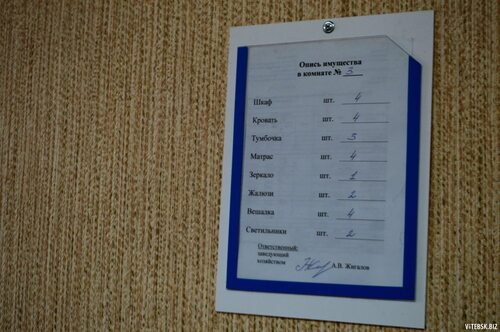 Опись имущества
в комнате № 3
Шкаф шт. 4
Кровать шт. 4
Тумбочка шт. 3
Матрас шт. 4
Зеркало шт. 1
Жалюзи шт. 2
Вешалка шт. 4
Светильники шт. 2
Ответственный:
заведующий
хозяйством А.В. Жигалов
VITEBSK.BIZ